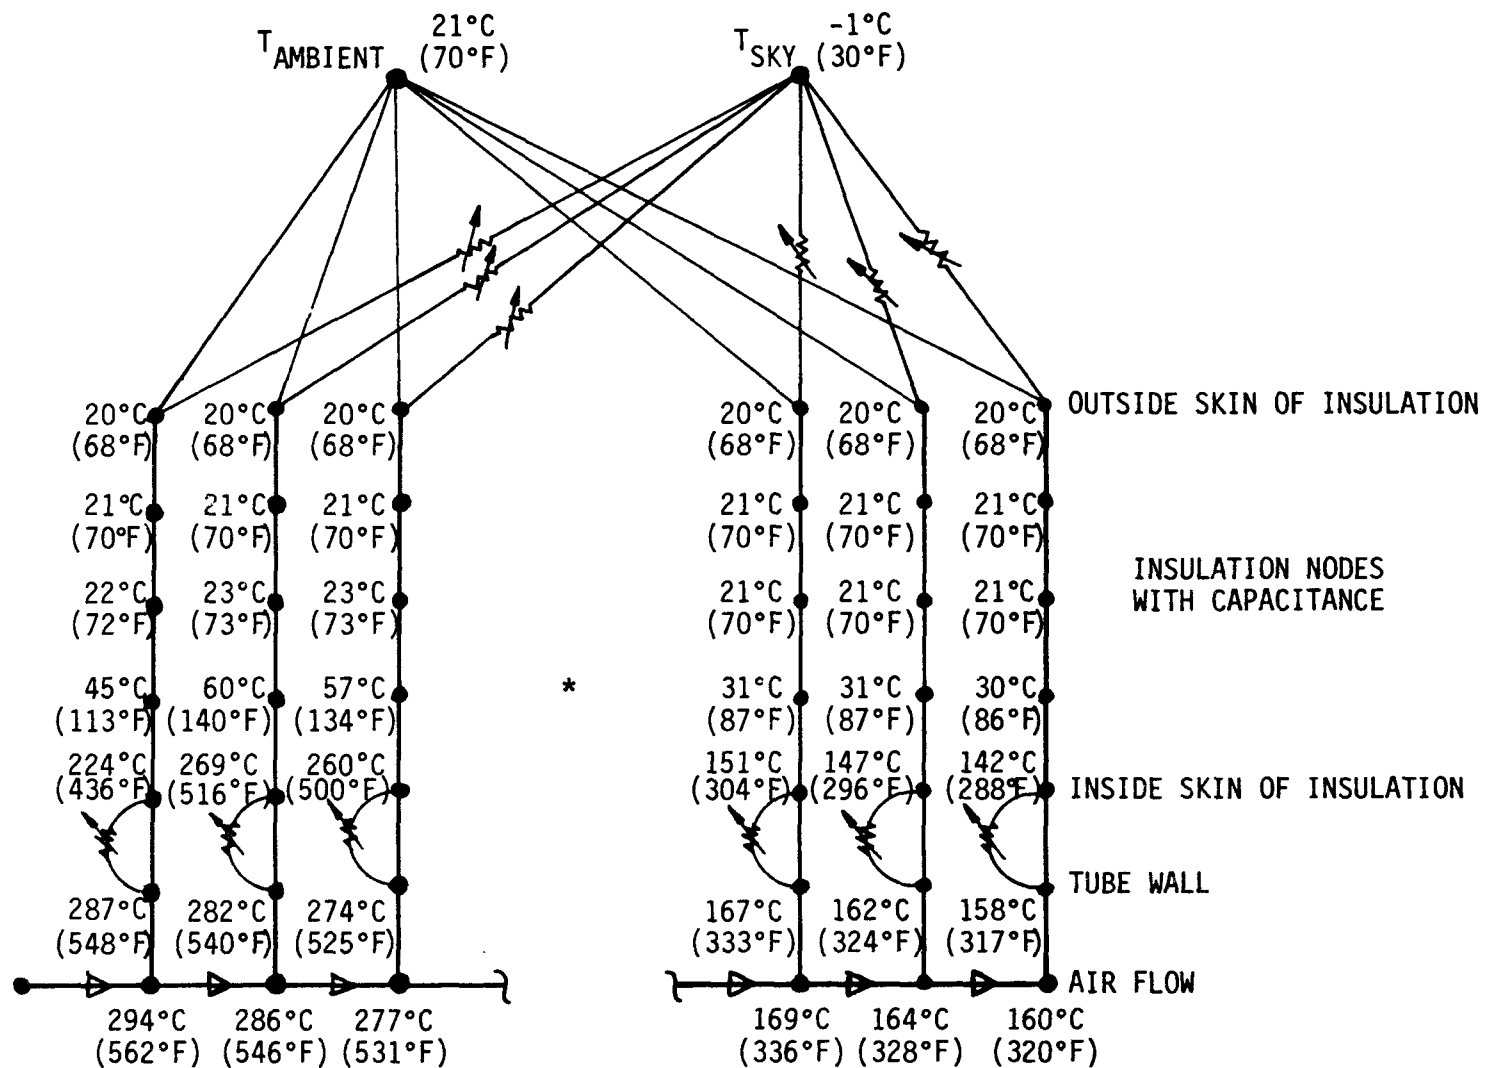 T AMBIENT 21°C (70°F)
T SKY -1°C (30°F)
20°C 20°C 20°C 20°C 20°C 20°C OUTSIDE SKIN OF INSULATION
(68°F) (68°F) (68°F) (68°F) (68°F) (68°F)
21°C 21°C 21°C 21°C 21°C 21°C
(70°F) (70°F) (70°F) (70°F) (70°F) (70°F)
INSULATION NODES
WITH CAPACITANCE
22°C 23°C 23°C 21°C 21°C 21°C
(72°F) (73°F) (73°F) (70°F) (70°F) (70°F)
45°C 60°C 57°C * 31°C 31°C 30°C
(113°F) (140°F) (134°F) (87°F) (87°F) (86°F)
224°C 269°C 260°C 151°C 147°C 142°C
(436°F) (516°F) (500°F) (304°F) (296°F) (288°F) INSIDE SKIN OF INSULATION
TUBE WALL
287°C 282°C 274°C 167°C 162°C 158°C
(548°F) (540°F) (525°F) (333°F) (324°F) (317°F)
AIR FLOW
294°C 286°C 277°C 169°C 164°C 160°C
(562°F) (546°F) (531°F) (336°F) (328°F) (320°F)